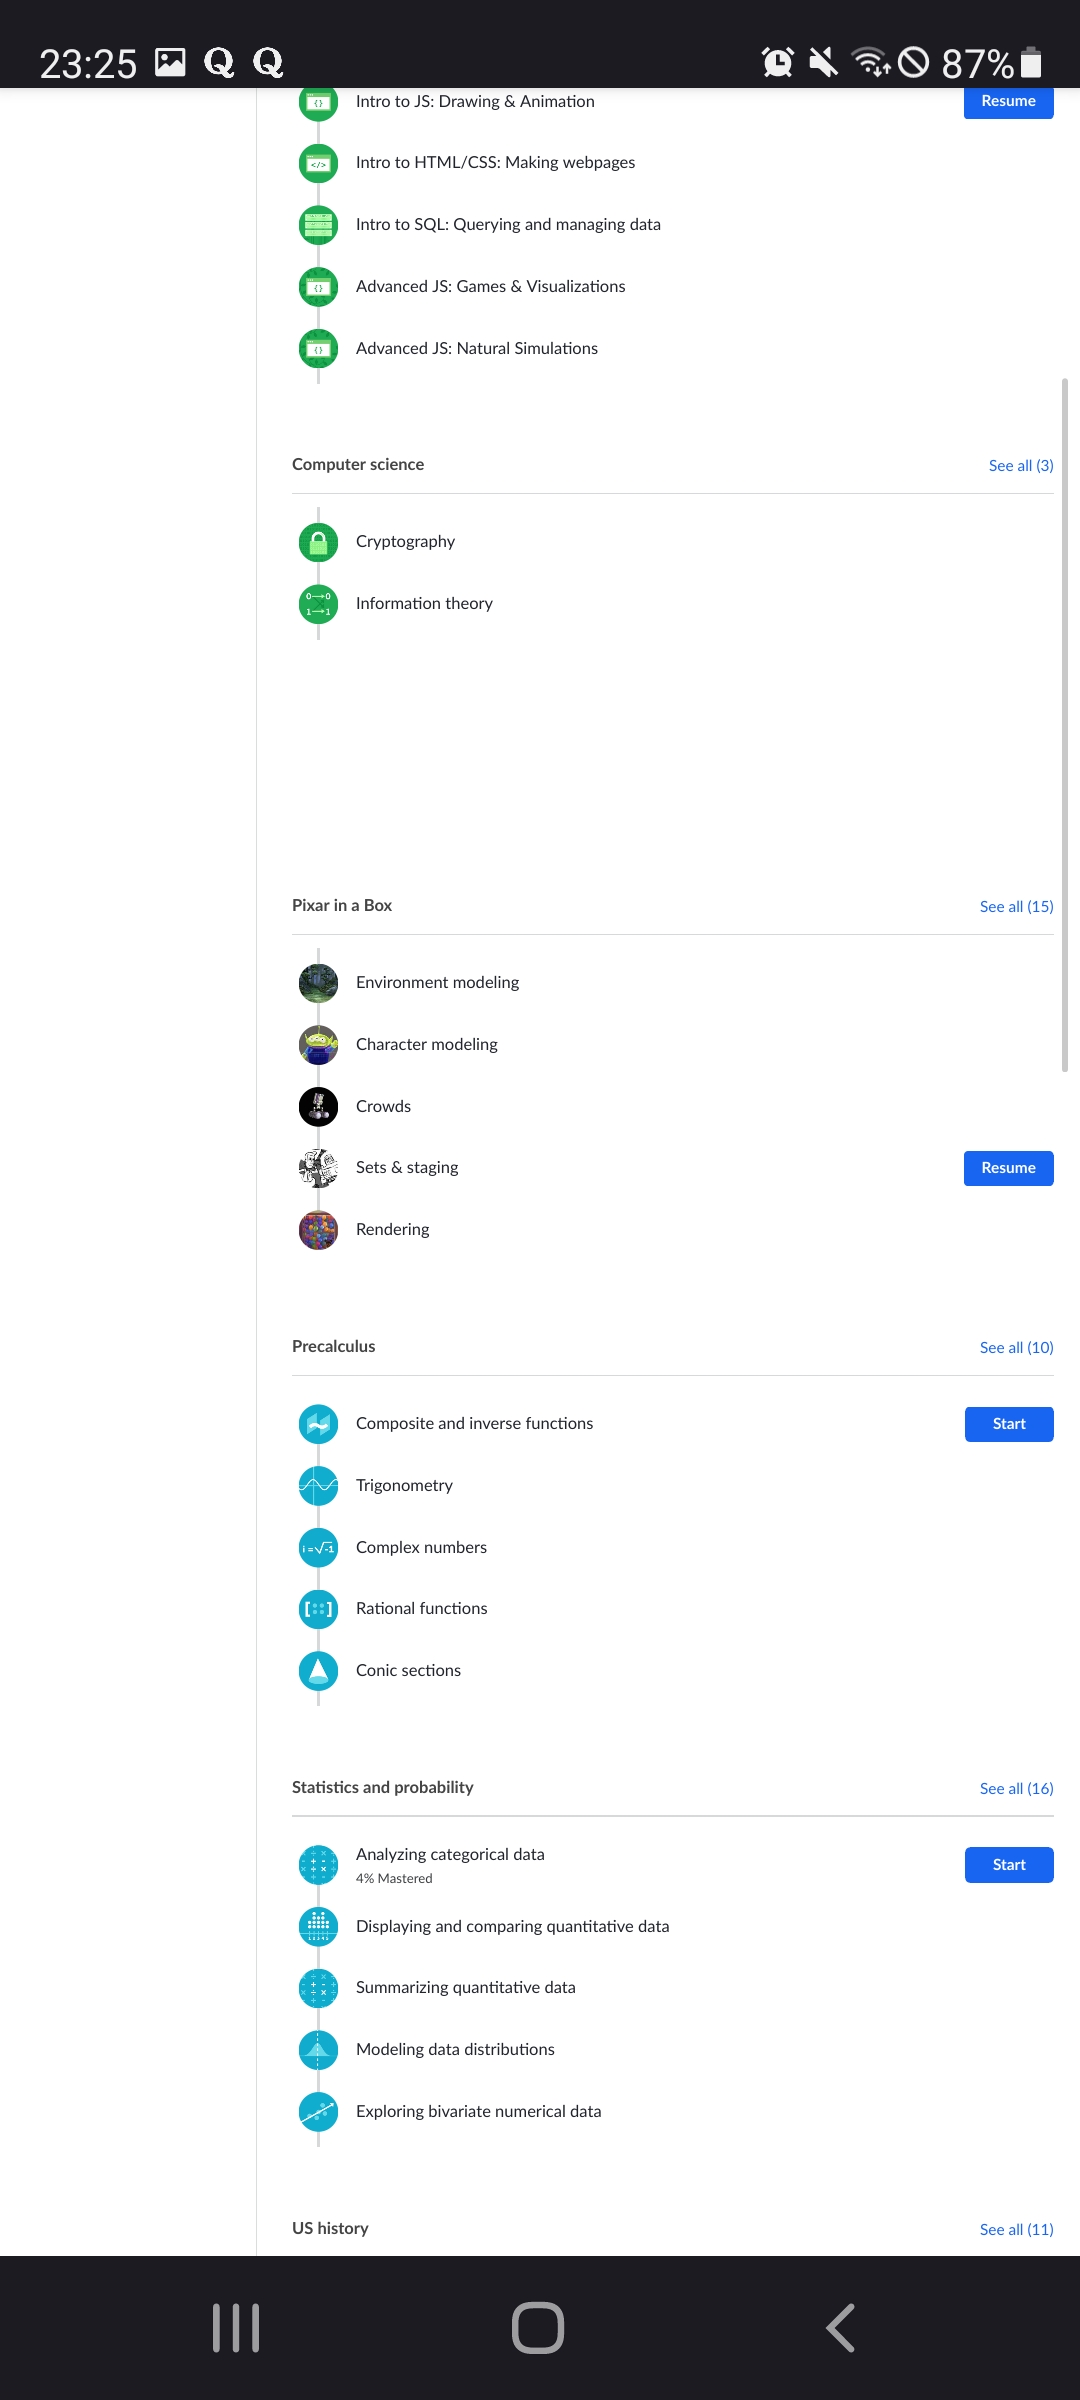 23:25 Q Q 87%
Intro to JS: Drawing & Animation Resume
Intro to HTML/CSS: Making webpages
Intro to SQL: Querying and managing data
Advanced JS: Games & Visualizations
Advanced JS: Natural Simulations
Computer science See all (3)
Cryptography
0→0
1→1 Information theory
Pixar in a Box See all (15)
Environment modeling
Character modeling
Crowds
Sets & staging Resume
Rendering
Precalculus See all (10)
Composite and inverse functions Start
Trigonometry
i=√-1 Complex numbers
Rational functions
Conic sections
Statistics and probability See all (16)
Analyzing categorical data Start
4% Mastered
Displaying and comparing quantitative data
Summarizing quantitative data
Modeling data distributions
Exploring bivariate numerical data
US history See all (11)